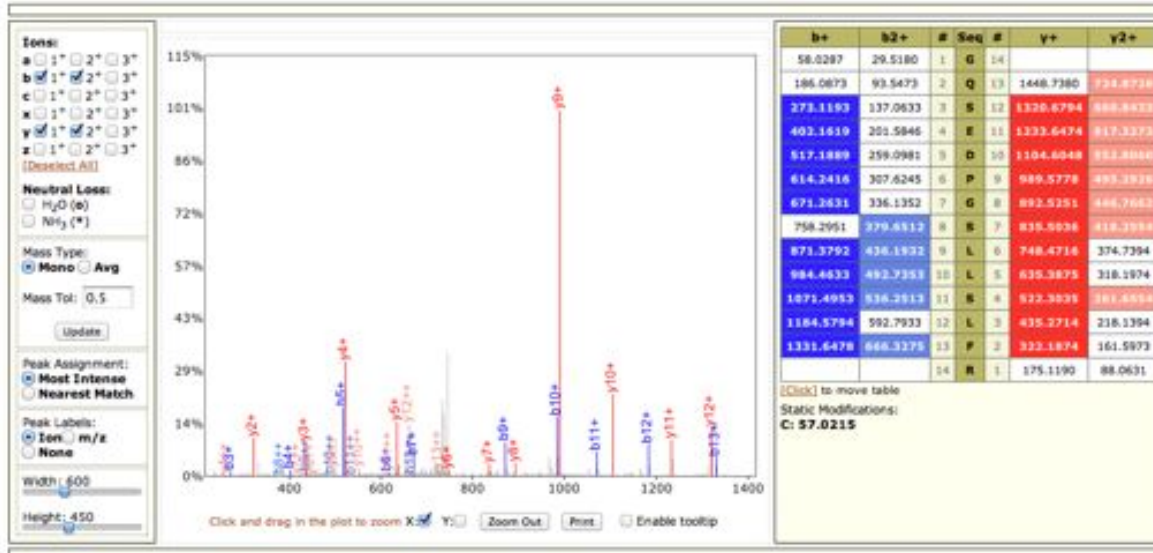 Ions:
a 1+ 2+ 3+
b 1+ 2+ 3+
c 1+ 2+ 3+
x 1+ 2+ 3+
y 1+ 2+ 3+
z 1+ 2+ 3+
[Deselect All]
Neutral Loss:
H2O (o)
NH3 (*)
Mass Type:
Mono Avg
Mass Tol: 0.5
Update
Peak Assignment:
Most Intense
Nearest Match
Peak Labels:
Ion m/z
None
Width: 600
Height: 450
115%
101%
86%
72%
57%
43%
29%
14%
0%
400 600 800 1000 1200 1400
y2+ b3+ y2+ b4+ y3+ b5+ y4+ b6+ y5+ b7+ y6+ y7+ b9+ y8+ b10+ y9+ b11+ y10+ b12+ y11+ y12+ b13+
Click and drag in the plot to zoom X: Y: Zoom Out Print Enable tooltip
b+ b2+ # Seq # y+ y2+
58.0287 29.5180 1 G 14
186.0873 93.5473 2 Q 13 1448.7380
273.1193 137.0633 3 S 12 1320.6794
402.1619 201.5846 4 E 11 1233.6474
517.1889 259.0981 5 D 10 1104.6048
614.2416 307.6245 6 P 9 989.5778
671.2631 336.1352 7 G 8 892.5251
758.2951 379.6512 8 S 7 835.5036
871.3792 436.1932 9 L 6 748.4716 374.7394
984.4633 492.7353 10 L 5 635.3875 318.1974
1071.4953 536.2513 11 S 4 522.3035
1184.5794 592.7933 12 L 3 435.2714 218.1394
1331.6478 666.3275 13 F 2 322.1874 161.5973
14 R 1 175.1190 88.0631
[Click] to move table
Static Modifications:
C: 57.0215